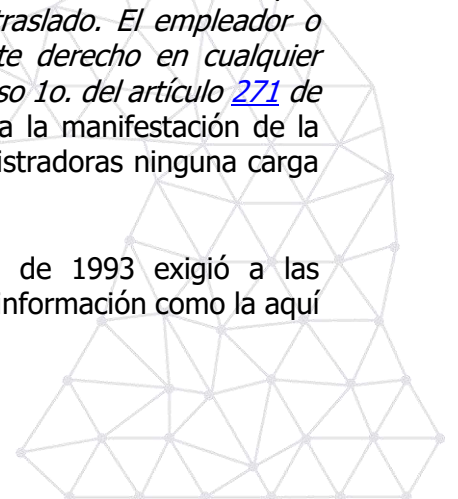 traslado. El empleador o
te derecho en cualquier
so 1o. del artículo 271 de
a la manifestación de la
istradoras ninguna carga
de 1993 exigió a las
información como la aquí